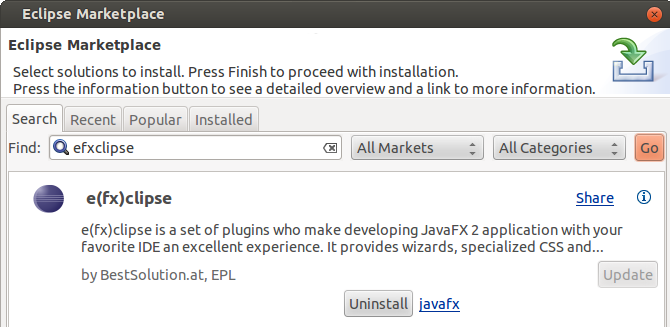 Eclipse Marketplace
Eclipse Marketplace
Select solutions to install. Press Finish to proceed with installation.
Press the information button to see a detailed overview and a link to more information.
Search Recent Popular Installed
Find: efxclipse All Markets All Categories Go
e(fx)clipse Share
e(fx)clipse is a set of plugins who make developing JavaFX 2 application with your
favorite IDE an excellent experience. It provides wizards, specialized CSS and...
by BestSolution.at, EPL Update
Uninstall javafx